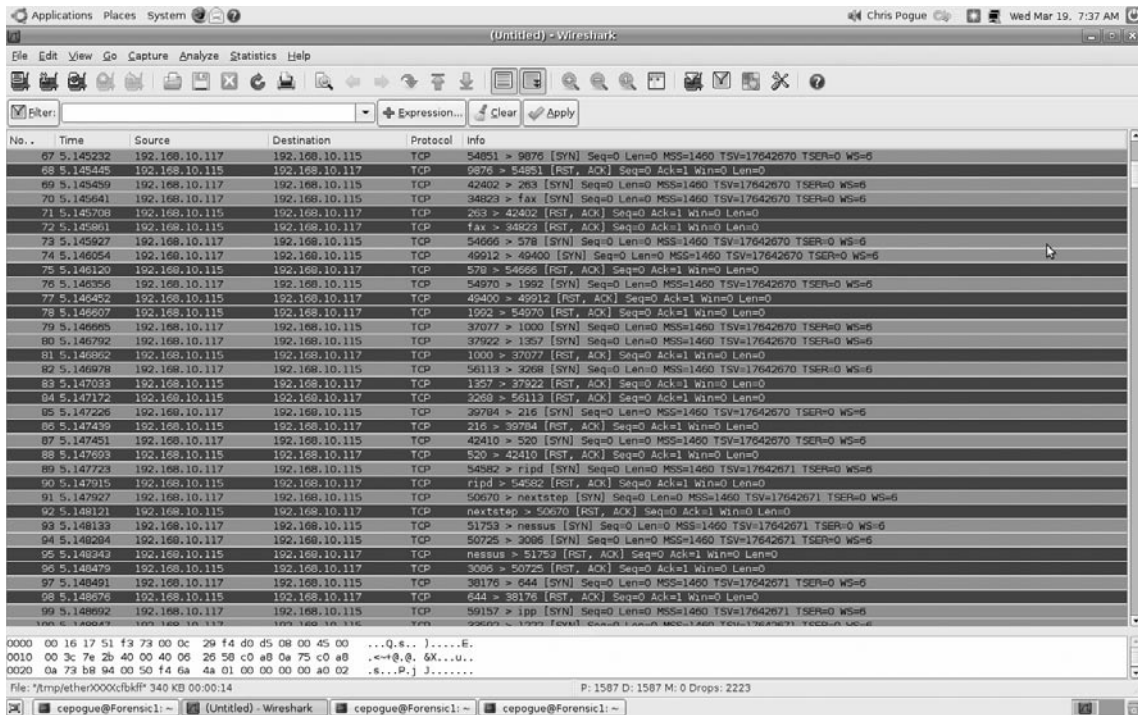 Applications Places System Chris Pogue Wed Mar 19, 7:37 AM
(Untitled) - Wireshark
File Edit View Go Capture Analyze Statistics Help
Filter: Expression... Clear Apply
No.. Time Source Destination Protocol Info
67 5.145232 192.168.10.117 192.168.10.115 TCP 54851 > 9876 [SYN] Seq=0 Len=0 MSS=1460 TSV=17642670 TSER=0 WS=6
68 5.145445 192.168.10.115 192.168.10.117 TCP 9876 > 54851 [RST, ACK] Seq=0 Ack=1 Win=0 Len=0
69 5.145459 192.168.10.117 192.168.10.115 TCP 42402 > 263 [SYN] Seq=0 Len=0 MSS=1460 TSV=17642670 TSER=0 WS=6
70 5.145641 192.168.10.117 192.168.10.115 TCP 34823 > fax [SYN] Seq=0 Len=0 MSS=1460 TSV=17642670 TSER=0 WS=6
71 5.145708 192.168.10.115 192.168.10.117 TCP 263 > 42402 [RST, ACK] Seq=0 Ack=1 Win=0 Len=0
72 5.145861 192.168.10.115 192.168.10.117 TCP fax > 34823 [RST, ACK] Seq=0 Ack=1 Win=0 Len=0
73 5.145927 192.168.10.117 192.168.10.115 TCP 54666 > 578 [SYN] Seq=0 Len=0 MSS=1460 TSV=17642670 TSER=0 WS=6
74 5.146054 192.168.10.117 192.168.10.115 TCP 49912 > 49400 [SYN] Seq=0 Len=0 MSS=1460 TSV=17642670 TSER=0 WS=6
75 5.146120 192.168.10.115 192.168.10.117 TCP 578 > 54666 [RST, ACK] Seq=0 Ack=1 Win=0 Len=0
76 5.146356 192.168.10.117 192.168.10.115 TCP 54970 > 1992 [SYN] Seq=0 Len=0 MSS=1460 TSV=17642670 TSER=0 WS=6
77 5.146452 192.168.10.115 192.168.10.117 TCP 49400 > 49912 [RST, ACK] Seq=0 Ack=1 Win=0 Len=0
78 5.146607 192.168.10.115 192.168.10.117 TCP 1992 > 54970 [RST, ACK] Seq=0 Ack=1 Win=0 Len=0
79 5.146665 192.168.10.117 192.168.10.115 TCP 37077 > 1000 [SYN] Seq=0 Len=0 MSS=1460 TSV=17642670 TSER=0 WS=6
80 5.146792 192.168.10.117 192.168.10.115 TCP 37922 > 1357 [SYN] Seq=0 Len=0 MSS=1460 TSV=17642670 TSER=0 WS=6
81 5.146862 192.168.10.115 192.168.10.117 TCP 1000 > 37077 [RST, ACK] Seq=0 Ack=1 Win=0 Len=0
82 5.146978 192.168.10.117 192.168.10.115 TCP 56113 > 3268 [SYN] Seq=0 Len=0 MSS=1460 TSV=17642670 TSER=0 WS=6
83 5.147033 192.168.10.115 192.168.10.117 TCP 1357 > 37922 [RST, ACK] Seq=0 Ack=1 Win=0 Len=0
84 5.147172 192.168.10.115 192.168.10.117 TCP 3268 > 56113 [RST, ACK] Seq=0 Ack=1 Win=0 Len=0
85 5.147226 192.168.10.117 192.168.10.115 TCP 39784 > 216 [SYN] Seq=0 Len=0 MSS=1460 TSV=17642670 TSER=0 WS=6
86 5.147439 192.168.10.115 192.168.10.117 TCP 216 > 39784 [RST, ACK] Seq=0 Ack=1 Win=0 Len=0
87 5.147451 192.168.10.117 192.168.10.115 TCP 42410 > 520 [SYN] Seq=0 Len=0 MSS=1460 TSV=17642670 TSER=0 WS=6
88 5.147693 192.168.10.115 192.168.10.117 TCP 520 > 42410 [RST, ACK] Seq=0 Ack=1 Win=0 Len=0
89 5.147723 192.168.10.117 192.168.10.115 TCP 54582 > ripd [SYN] Seq=0 Len=0 MSS=1460 TSV=17642671 TSER=0 WS=6
90 5.147915 192.168.10.115 192.168.10.117 TCP ripd > 54582 [RST, ACK] Seq=0 Ack=1 Win=0 Len=0
91 5.147927 192.168.10.117 192.168.10.115 TCP 50670 > nextstep [SYN] Seq=0 Len=0 MSS=1460 TSV=17642671 TSER=0 WS=6
92 5.148121 192.168.10.115 192.168.10.117 TCP nextstep > 50670 [RST, ACK] Seq=0 Ack=1 Win=0 Len=0
93 5.148133 192.168.10.117 192.168.10.115 TCP 51753 > nessus [SYN] Seq=0 Len=0 MSS=1460 TSV=17642671 TSER=0 WS=6
94 5.148284 192.168.10.117 192.168.10.115 TCP 50725 > 3086 [SYN] Seq=0 Len=0 MSS=1460 TSV=17642671 TSER=0 WS=6
95 5.148343 192.168.10.115 192.168.10.117 TCP nessus > 51753 [RST, ACK] Seq=0 Ack=1 Win=0 Len=0
96 5.148479 192.168.10.115 192.168.10.117 TCP 3086 > 50725 [RST, ACK] Seq=0 Ack=1 Win=0 Len=0
97 5.148491 192.168.10.117 192.168.10.115 TCP 38176 > 644 [SYN] Seq=0 Len=0 MSS=1460 TSV=17642671 TSER=0 WS=6
98 5.148676 192.168.10.115 192.168.10.117 TCP 644 > 38176 [RST, ACK] Seq=0 Ack=1 Win=0 Len=0
99 5.148692 192.168.10.117 192.168.10.115 TCP 59157 > ipp [SYN] Seq=0 Len=0 MSS=1460 TSV=17642671 TSER=0 WS=6
0000 00 16 17 51 f3 73 00 0c 29 f4 d0 d5 08 00 45 00 ...Q.s.. ).....E.
0010 00 3c 7e 2b 40 00 40 06 26 58 c0 a8 0a 75 c0 a8 .<~+@.@. &X...u..
0020 0a 73 b8 94 00 50 f4 6a 4a 01 00 00 00 00 a0 02 .s...P.j J.......
File: "/tmp/etherXXXXcfbkff" 340 KB 00:00:14 P: 1587 D: 1587 M: 0 Drops: 2223
cepogue@Forensic1: ~ (Untitled) - Wireshark cepogue@Forensic1: ~ cepogue@Forensic1: ~